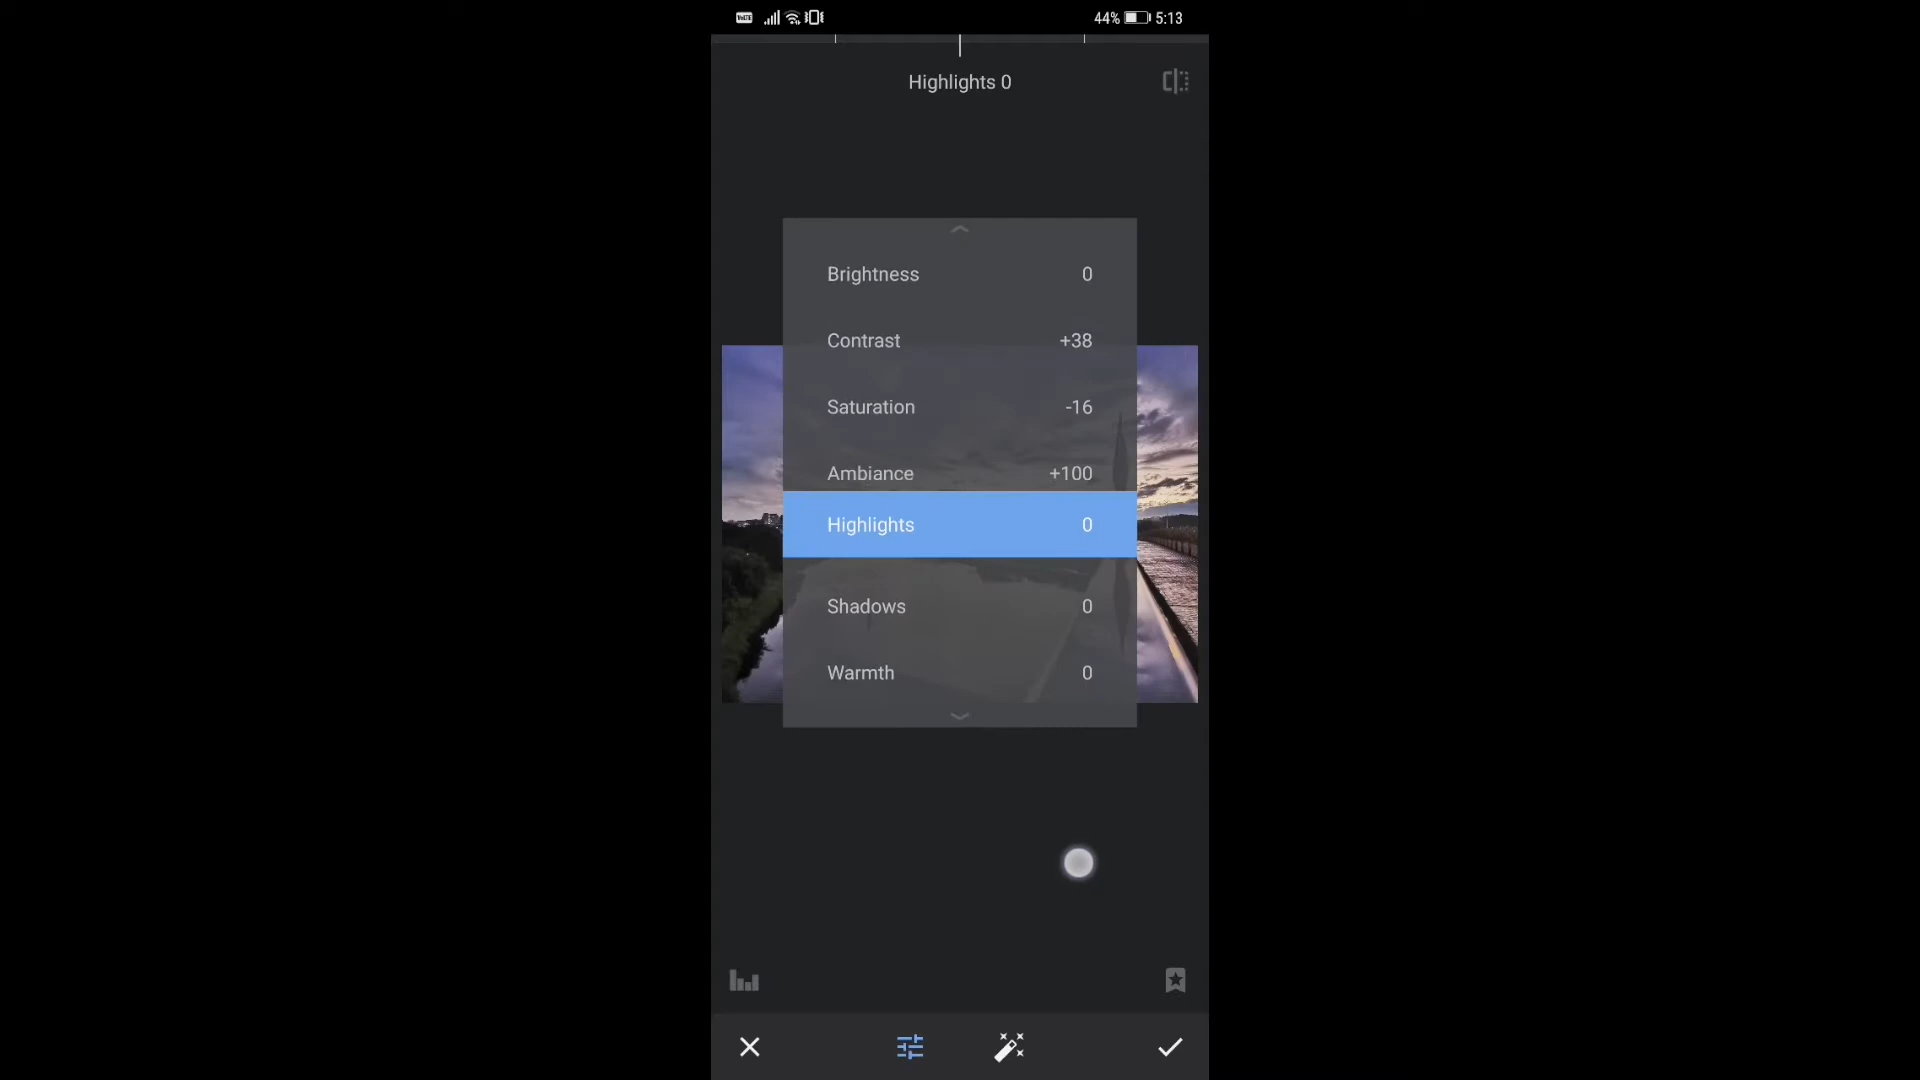 VoLTE 44% 5:13
Highlights 0
Brightness 0
Contrast +38
Saturation -16
Ambiance +100
Highlights 0
Shadows 0
Warmth 0